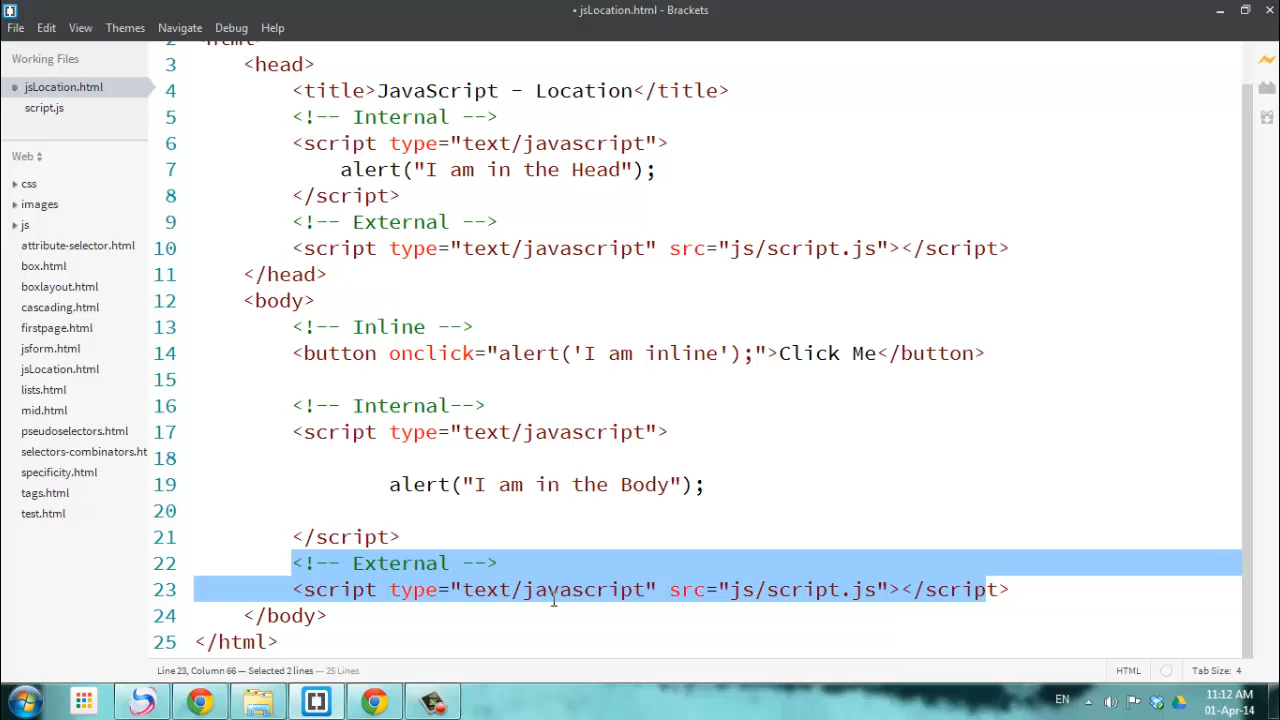 • jsLocation.html - Brackets
File Edit View Themes Navigate Debug Help
Working Files
jsLocation.html
script.js
Web
css
images
js
attribute-selector.html
box.html
boxlayout.html
cascading.html
firstpage.html
jsform.html
jsLocation.html
lists.html
mid.html
pseudoselectors.html
selectors-combinators.ht
specificity.html
tags.html
test.html
2 <html>
3 <head>
4 <title>JavaScript - Location</title>
5 <!-- Internal -->
6 <script type="text/javascript">
7 alert("I am in the Head");
8 </script>
9 <!-- External -->
10 <script type="text/javascript" src="js/script.js"></script>
11 </head>
12 <body>
13 <!-- Inline -->
14 <button onclick="alert('I am inline');">Click Me</button>
15
16 <!-- Internal-->
17 <script type="text/javascript">
18
19 alert("I am in the Body");
20
21 </script>
22 <!-- External -->
23 <script type="text/javascript" src="js/script.js"></script>
24 </body>
25 </html>
Line 23, Column 66 — Selected 2 lines — 25 Lines
HTML
Tab Size: 4
EN
11:12 AM
01-Apr-14